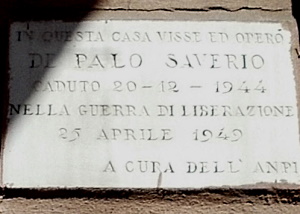 IN QUESTA CASA VISSE ED OPERÒ
DE PALO SAVERIO
CADUTO 20-12-1944
NELLA GUERRA DI LIBERAZIONE
25 APRILE 1949
A CURA DELL'ANPI